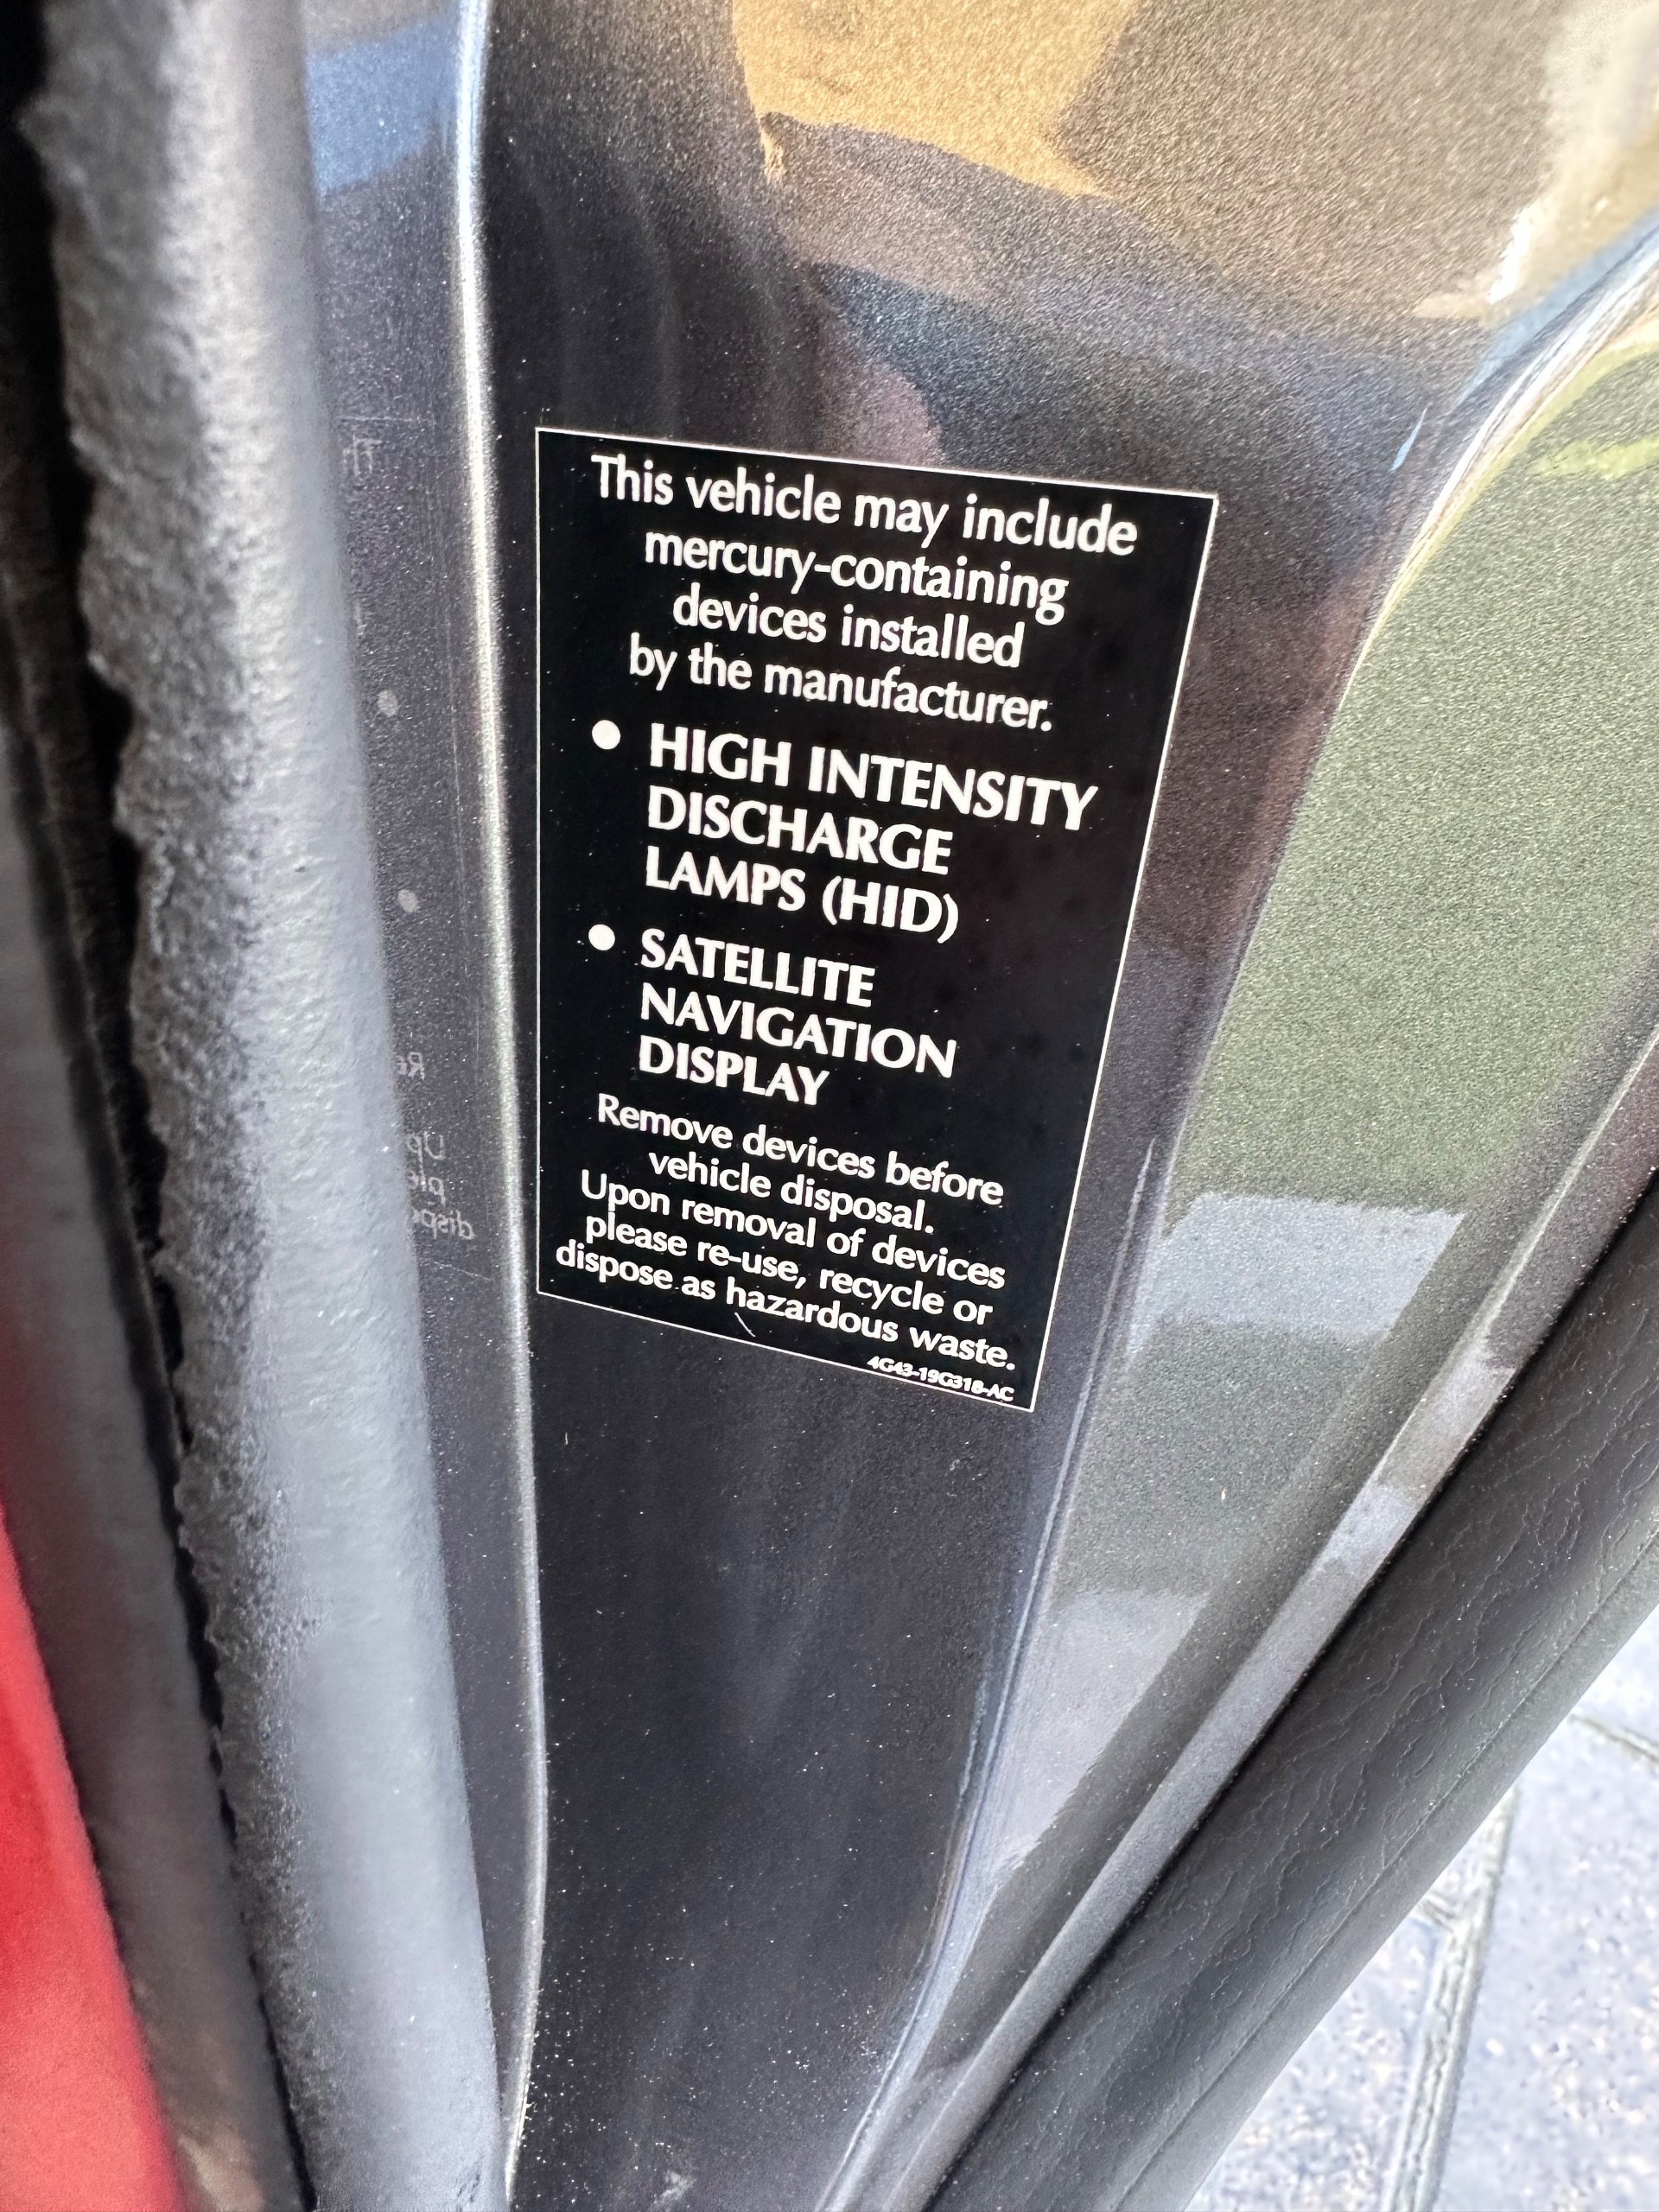 This vehicle may include
mercury-containing
devices installed
by the manufacturer.
● HIGH INTENSITY
DISCHARGE
LAMPS (HID)
● SATELLITE
NAVIGATION
DISPLAY
Remove devices before
vehicle disposal.
Upon removal of devices
please re-use, recycle or
dispose as hazardous waste.
4G43-19G318-AC